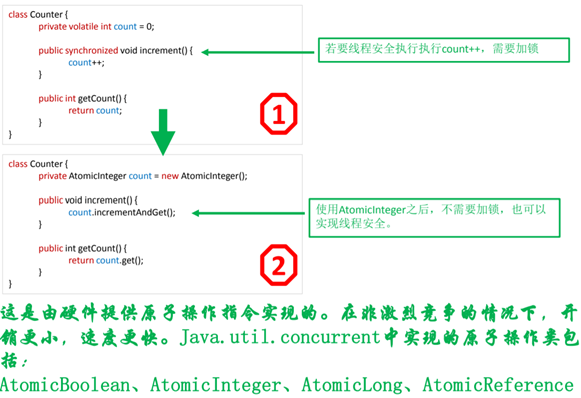 class Counter {
private volatile int count = 0;
public synchronized void increment() {
若要线程安全执行执行count++，需要加锁
count++;
}
public int getCount() {
return count;
}
}
1
class Counter {
private AtomicInteger count = new AtomicInteger();
public void increment() {
count.incrementAndGet();
}
使用AtomicInteger之后，不需要加锁，也可以
实现线程安全。
public int getCount() {
return count.get();
}
}
2
这是由硬件提供原子操作指令实现的。在非激烈竞争的情况下，开
销更小，速度更快。Java.util.concurrent中实现的原子操作类包
括：
AtomicBoolean、AtomicInteger、AtomicLong、AtomicReference